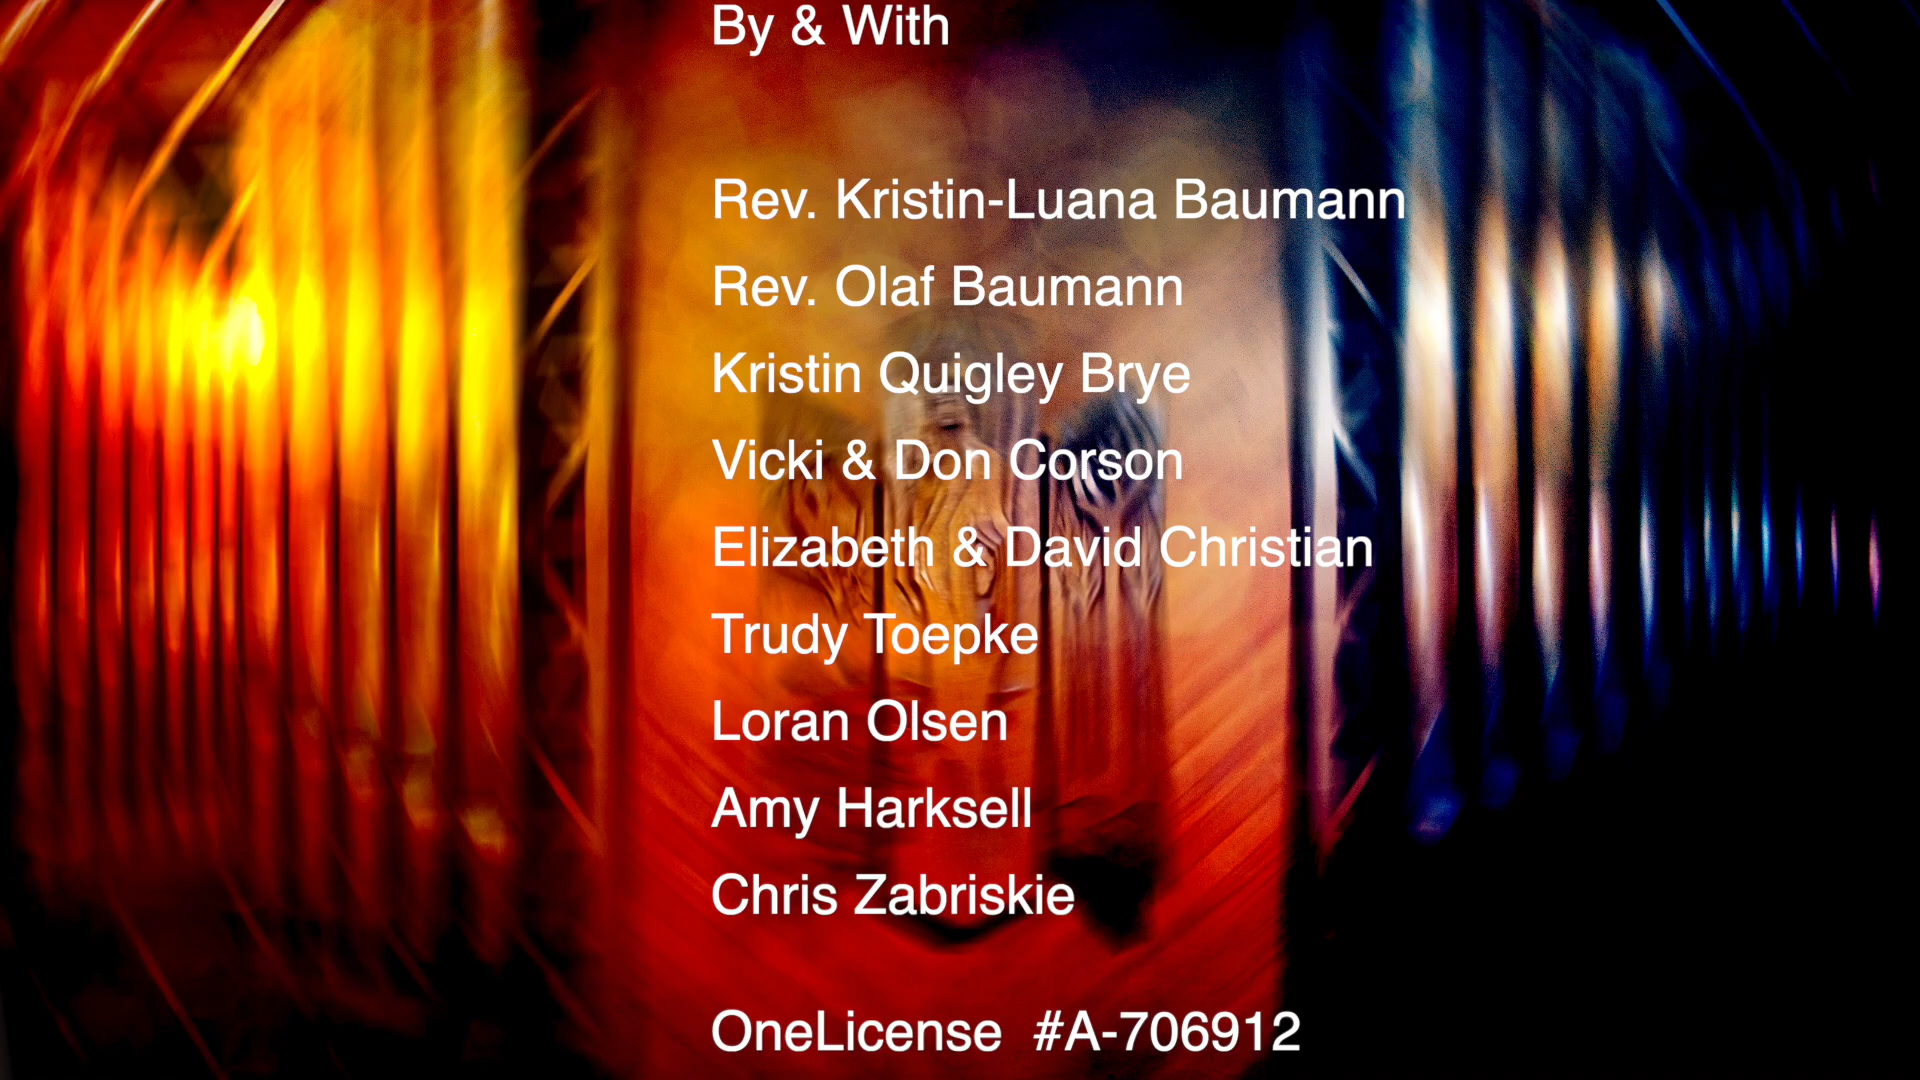 By & With
Rev. Kristin-Luana Baumann
Rev. Olaf Baumann
Kristin Quigley Brye
Vicki & Don Corson
Elizabeth & David Christian
Trudy Toepke
Loran Olsen
Amy Harksell
Chris Zabriskie
OneLicense  #A-706912